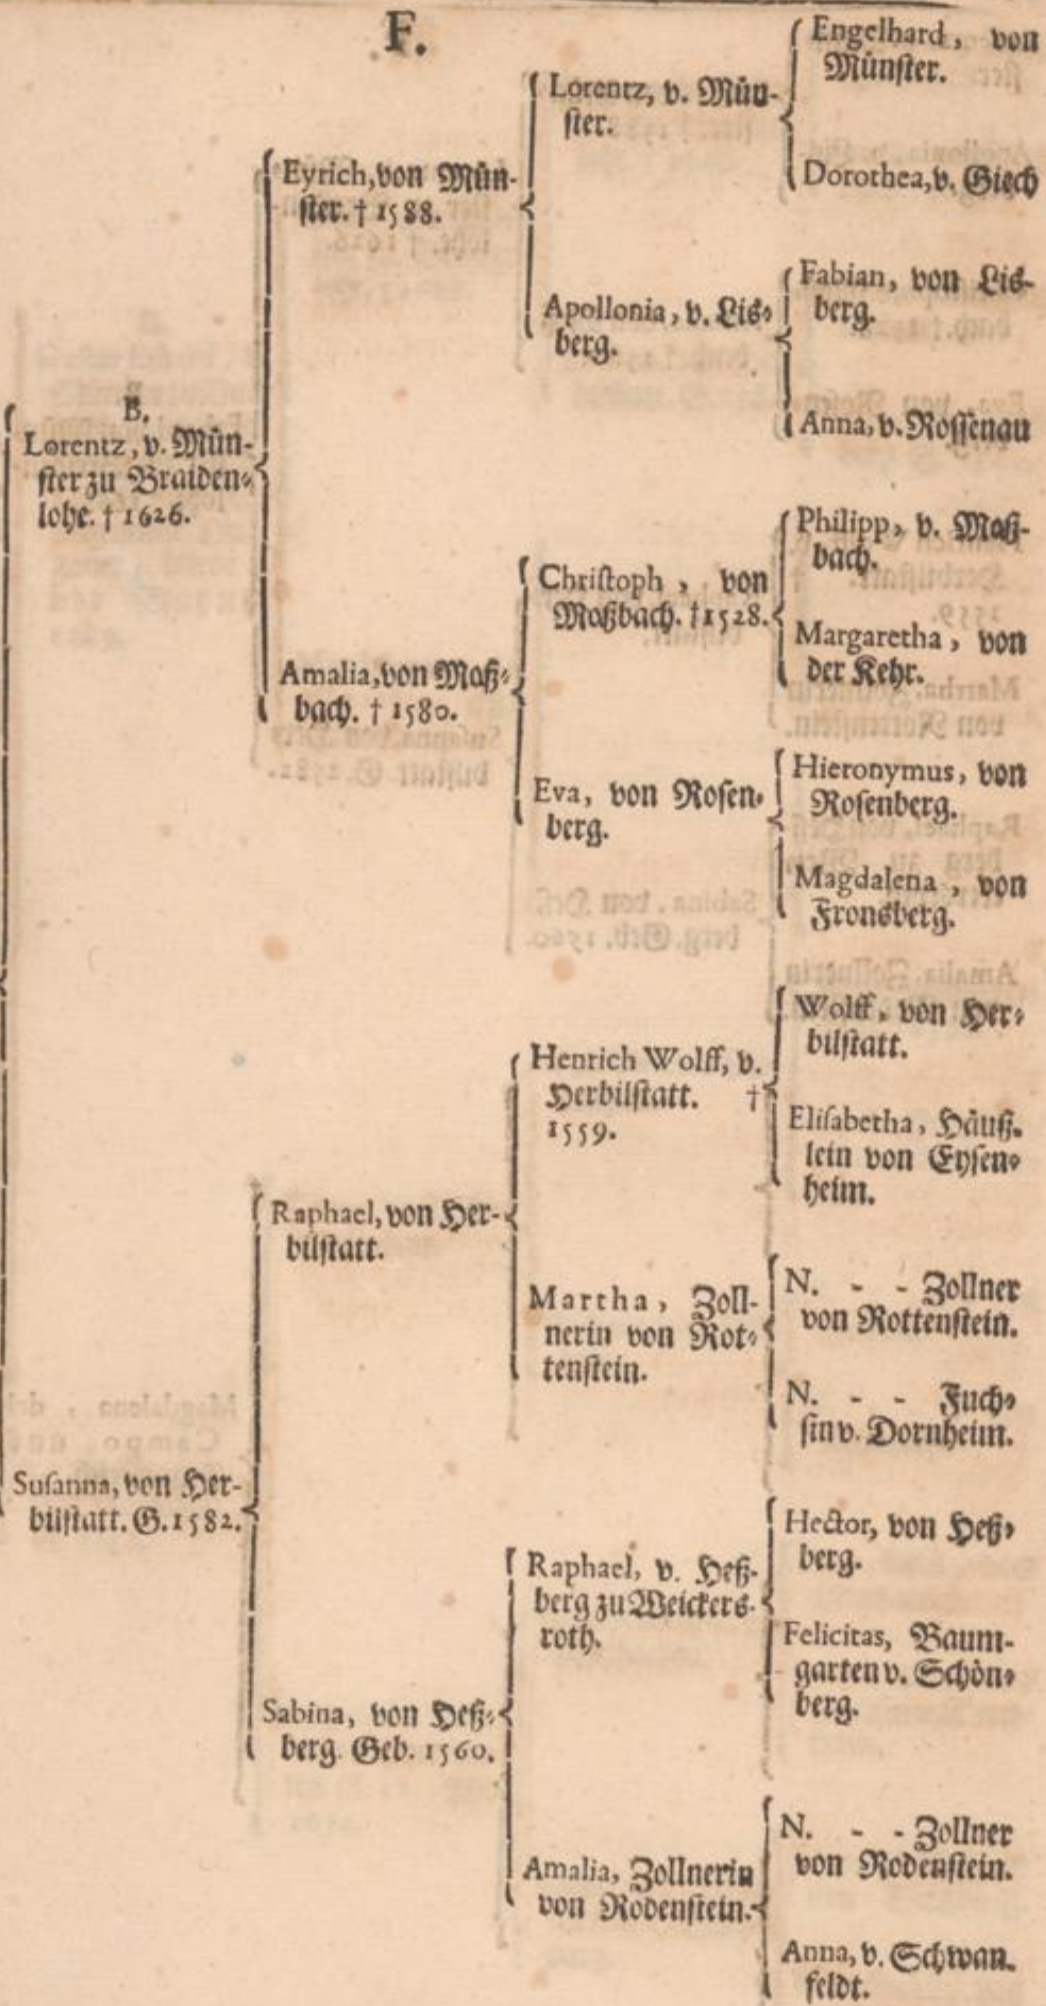 F.
B.
Lorentz, v. Mün-
ster zu Braiden-
lohe. † 1626.
Susanna, von Her-
bilstatt. G. 1582.
Eyrich, von Mün-
ster. † 1588.
Amalia, von Maß-
bach. † 1580.
Raphael, von Her-
bilstatt.
Sabina, von Heß-
berg. Geb. 1560.
Lorentz, v. Mün-
ster.
Apollonia, v. Lis-
berg.
Christoph, von
Moßbach. † 1528.
Eva, von Rosen-
berg.
Henrich Wolff, v.
Herbilstatt. †
1559.
Martha, Zoll-
nerin von Rot-
tenstein.
Raphael, v. Heß-
berg zu Weickers-
roth.
Amalia, Zollnerin
von Rodenstein.
Engelhard, von
Münster.
Dorothea, v. Giech
Fabian, von Lis-
berg.
Anna, v. Rossenau
Philipp, v. Maß-
bach.
Margaretha, von
der Kehr.
Hieronymus, von
Rosenberg.
Magdalena, von
Fronsberg.
Wolff, von Her-
bilstatt.
Elisabetha, Häuß-
lein von Eysen-
heim.
N. - - Zollner
von Rottenstein.
N. - - Fuch-
sin v. Dornheim.
Hector, von Heß-
berg.
Felicitas, Baum-
garten v. Schön-
berg.
N. - - Zollner
von Rodenstein.
Anna, v. Schwan-
feldt.